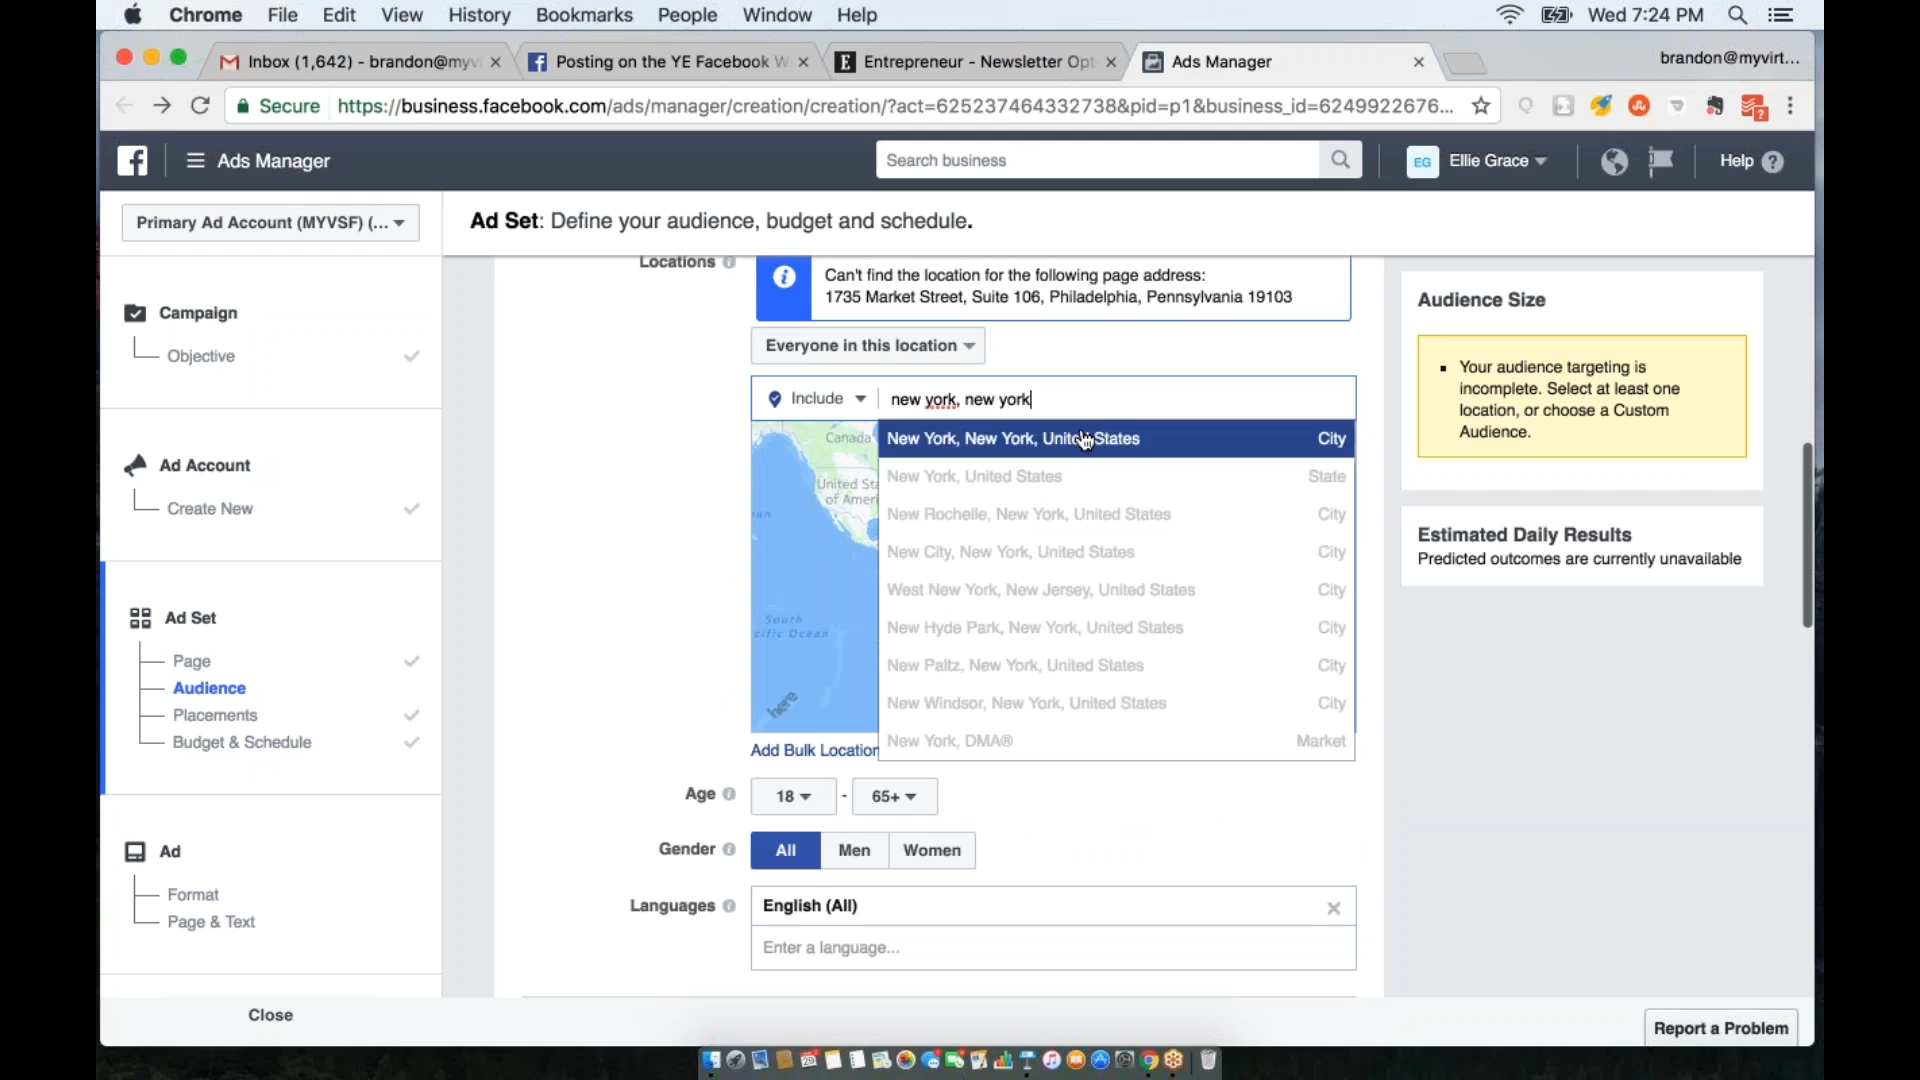 Chrome File Edit View History Bookmarks People Window Help Wed 7:24 PM
Inbox (1,642) - brandon@myv
Posting on the YE Facebook W
Entrepreneur - Newsletter Opt
Ads Manager
brandon@myvirt...
Secure https://business.facebook.com/ads/manager/creation/creation/?act=625237464332738&pid=p1&business_id=6249922676...
Ads Manager
Search business
EG Ellie Grace
Help
Primary Ad Account (MYVSF) (...
Ad Set: Define your audience, budget and schedule.
Campaign
Objective
Ad Account
Create New
Ad Set
Page
Audience
Placements
Budget & Schedule
Ad
Format
Page & Text
Close
Locations
Can't find the location for the following page address:
1735 Market Street, Suite 106, Philadelphia, Pennsylvania 19103
Everyone in this location
Include new york, new york
New York, New York, United States City
New York, United States State
New Rochelle, New York, United States City
New City, New York, United States City
West New York, New Jersey, United States City
New Hyde Park, New York, United States City
New Paltz, New York, United States City
New Windsor, New York, United States City
New York, DMA® Market
Canada
United Sta
of Ameri
South
cific Ocean
here
Add Bulk Location
Age 18 - 65+
Gender All Men Women
Languages English (All)
Enter a language...
Audience Size
Your audience targeting is
incomplete. Select at least one
location, or choose a Custom
Audience.
Estimated Daily Results
Predicted outcomes are currently unavailable
Report a Problem